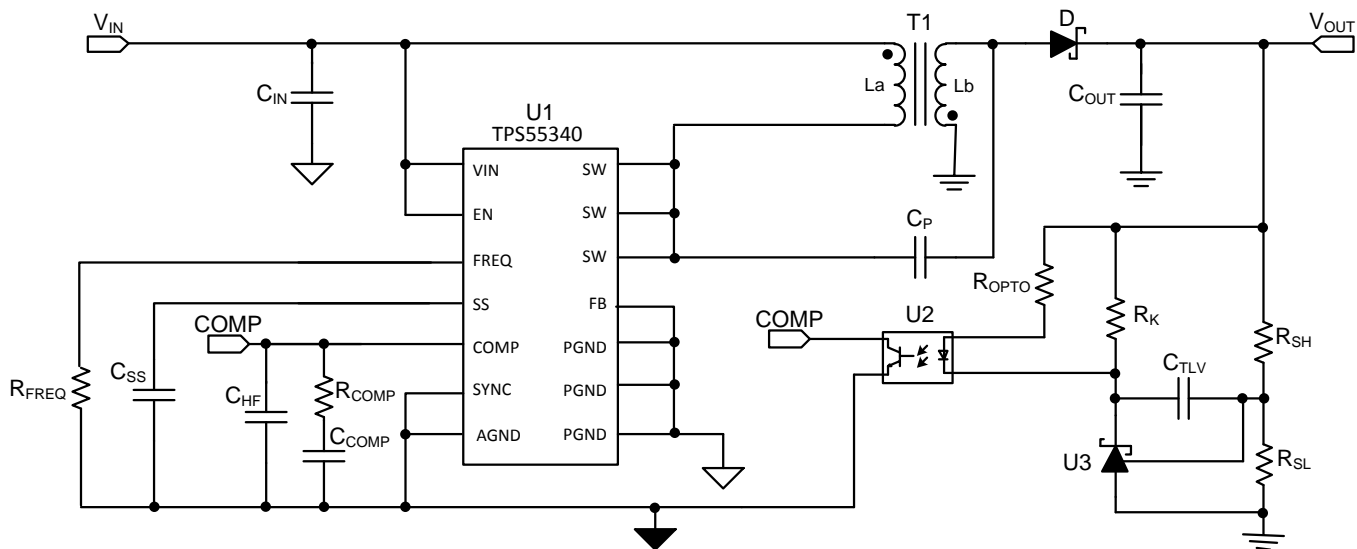 VIN
T1
D
VOUT
CIN
La
Lb
COUT
U1
TPS55340
VIN
SW
EN
SW
CP
FREQ
SW
ROPTO
SS
FB
RK
COMP
COMP
U2
RSH
COMP
PGND
CTLV
RFREQ
CSS
CHF
RCOMP
SYNC
PGND
CCOMP
AGND
PGND
U3
RSL